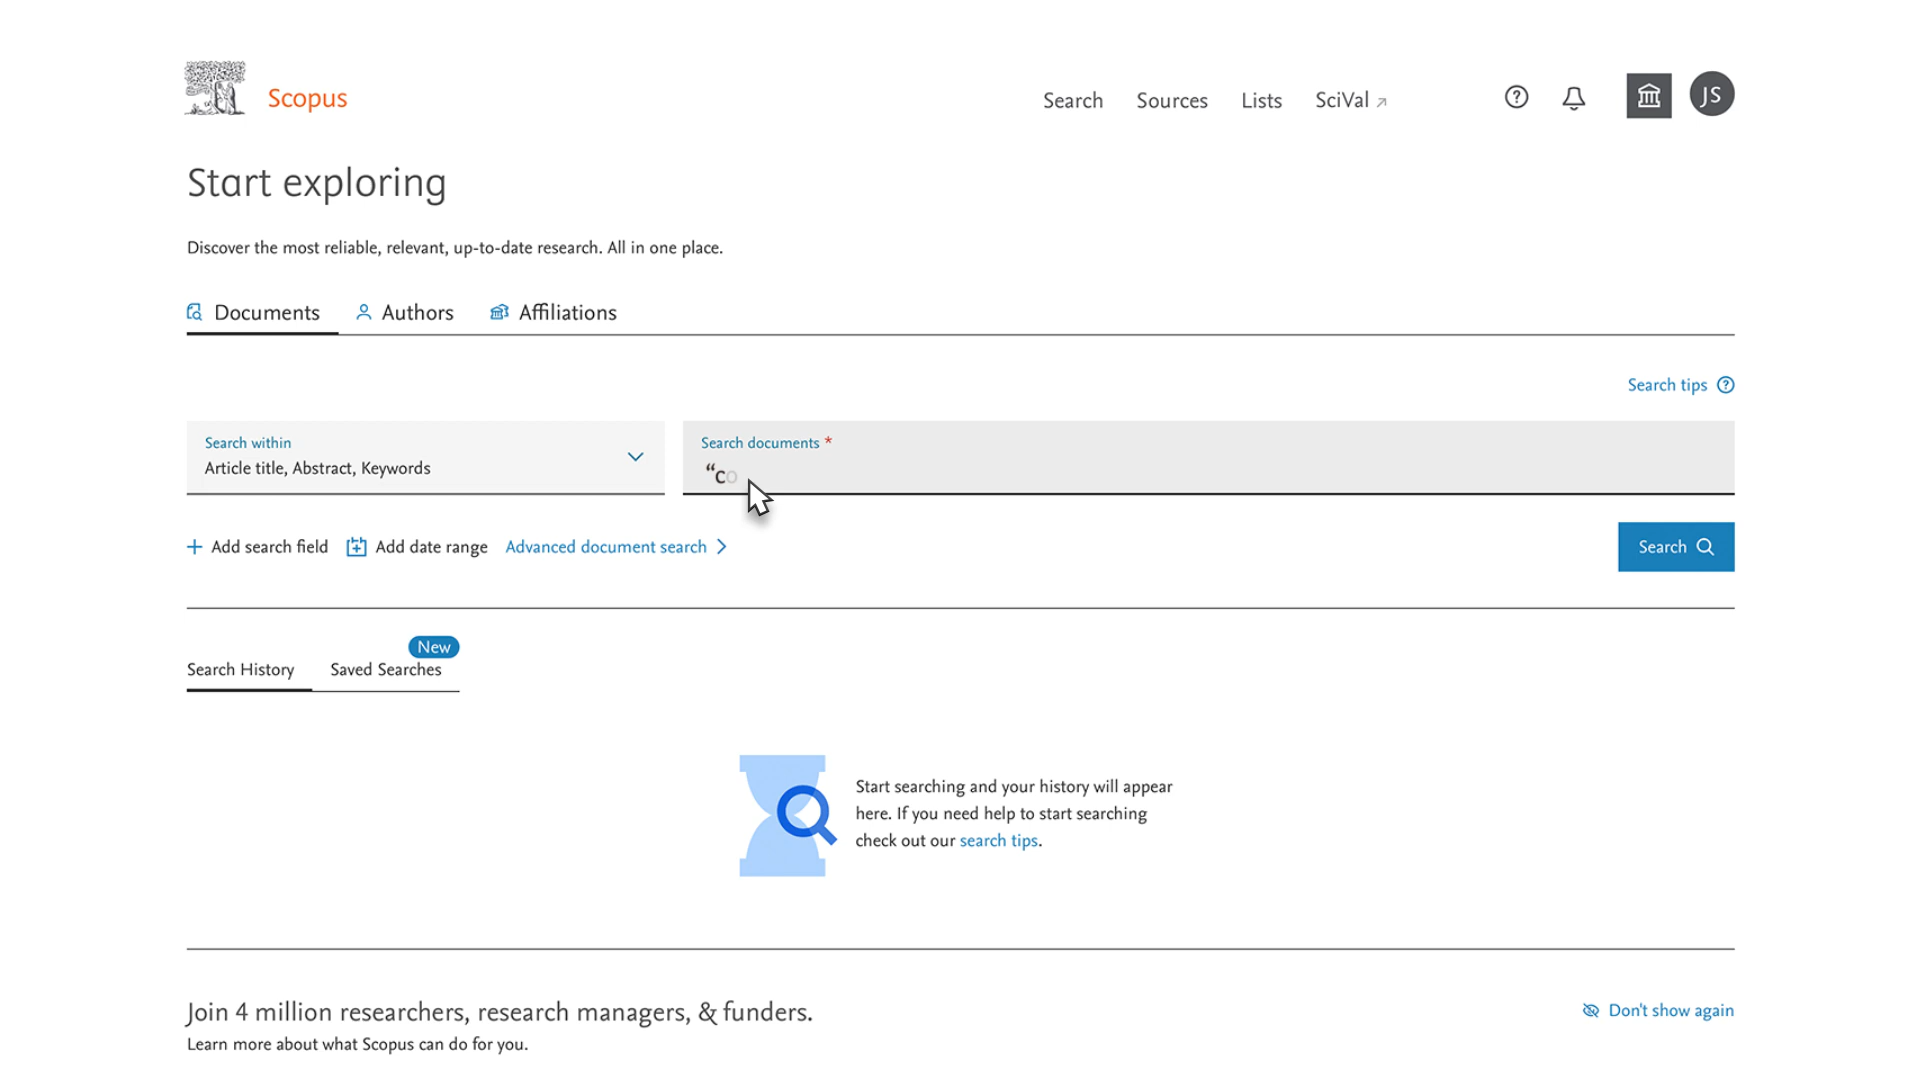 Scopus
Search Sources Lists SciVal JS
Start exploring
Discover the most reliable, relevant, up-to-date research. All in one place.
Documents Authors Affiliations
Search tips
Search within
Article title, Abstract, Keywords
Search documents *
“co
Add search field Add date range Advanced document search
Search
New
Search History Saved Searches
Start searching and your history will appear
here. If you need help to start searching
check out our search tips.
Join 4 million researchers, research managers, & funders.
Don't show again
Learn more about what Scopus can do for you.